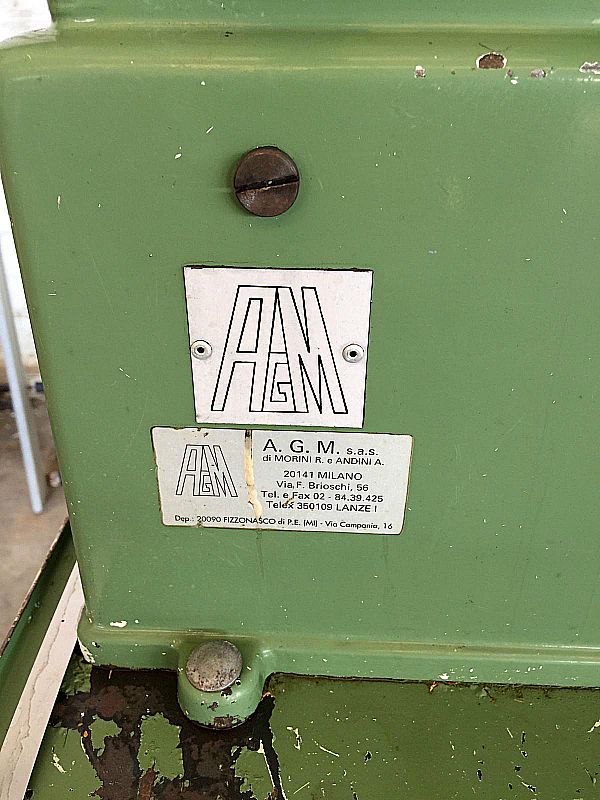 AGM
AGM
A. G. M. s.a.s.
di MORINI R. e ANDINI A.
20141 MILANO
Via, F. Brioschi, 56
Tel. e Fax 02 - 84.39.425
Telex 350109 LANZE I
Dep.: 20090 FIZZONASCO di P.E. (MI) - Via Campania, 16